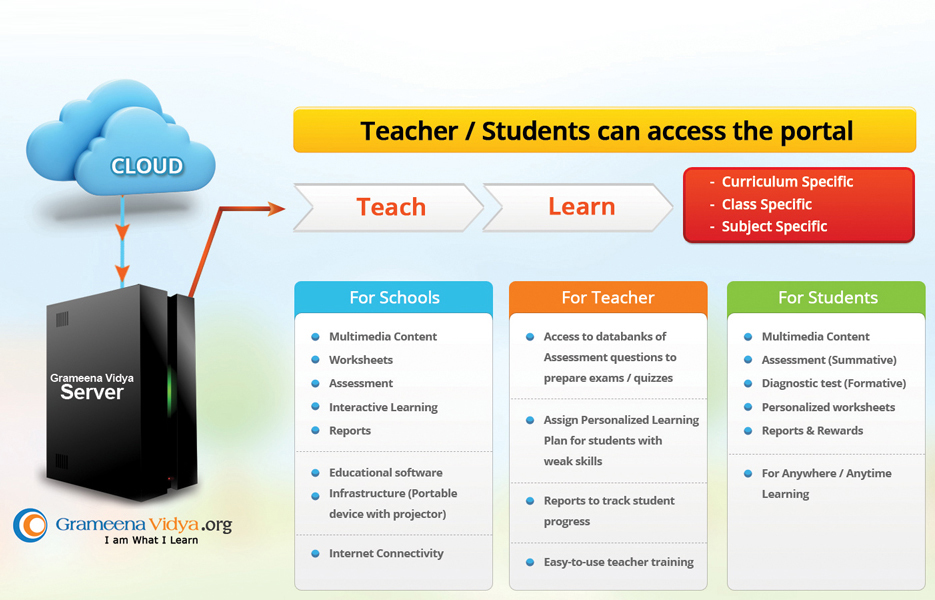 CLOUD
Teacher / Students can access the portal
Teach
Learn
- Curriculum Specific
- Class Specific
- Subject Specific
Grameena Vidya
Server
GrameenaVidya.org
I am What I Learn
For Schools
Multimedia Content
Worksheets
Assessment
Interactive Learning
Reports
Educational software
Infrastructure (Portable
device with projector)
Internet Connectivity
For Teacher
Access to databanks of
Assessment questions to
prepare exams / quizzes
Assign Personalized Learning
Plan for students with
weak skills
Reports to track student
progress
Easy-to-use teacher training
For Students
Multimedia Content
Assessment (Summative)
Diagnostic test (Formative)
Personalized worksheets
Reports & Rewards
For Anywhere / Anytime
Learning